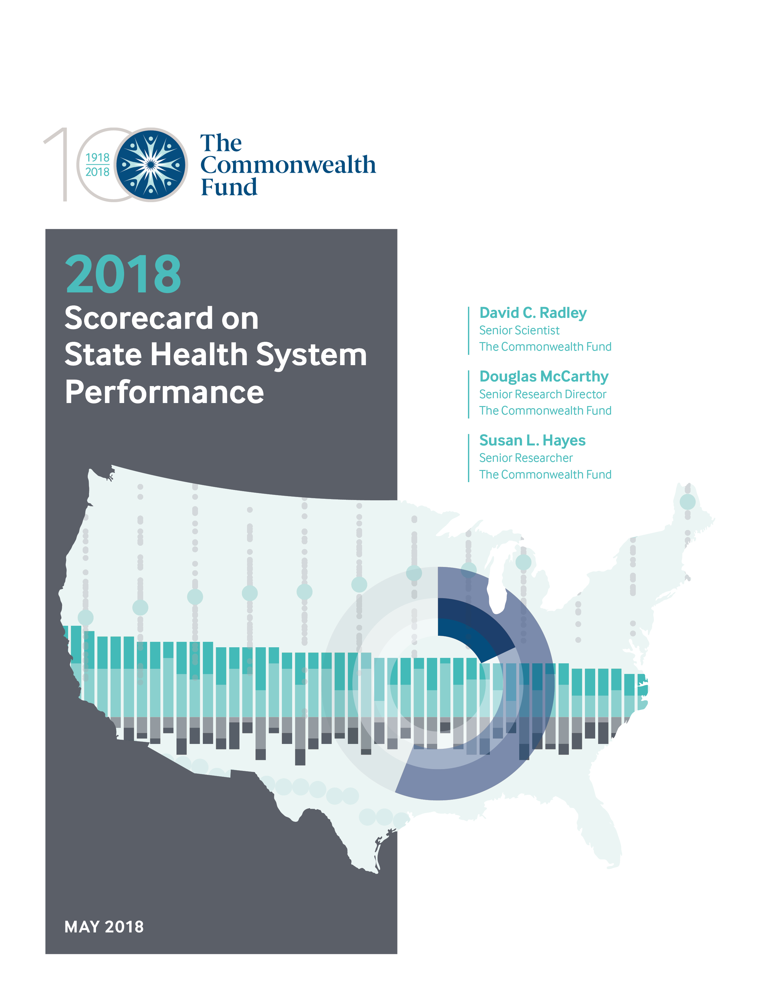 100
1918
2018
The
Commonwealth
Fund
2018
Scorecard on
State Health System
Performance
David C. Radley
Senior Scientist
The Commonwealth Fund
Douglas McCarthy
Senior Research Director
The Commonwealth Fund
Susan L. Hayes
Senior Researcher
The Commonwealth Fund
MAY 2018